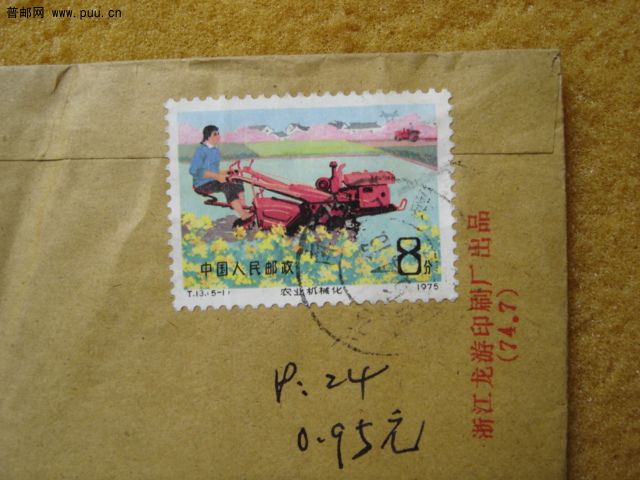 普邮网 www.puu.cn
中国人民邮政
8分
T.13.(5-1)
农业机械化
1975
浙江龙游印刷厂出品
(74.7)
P:24
0.95元